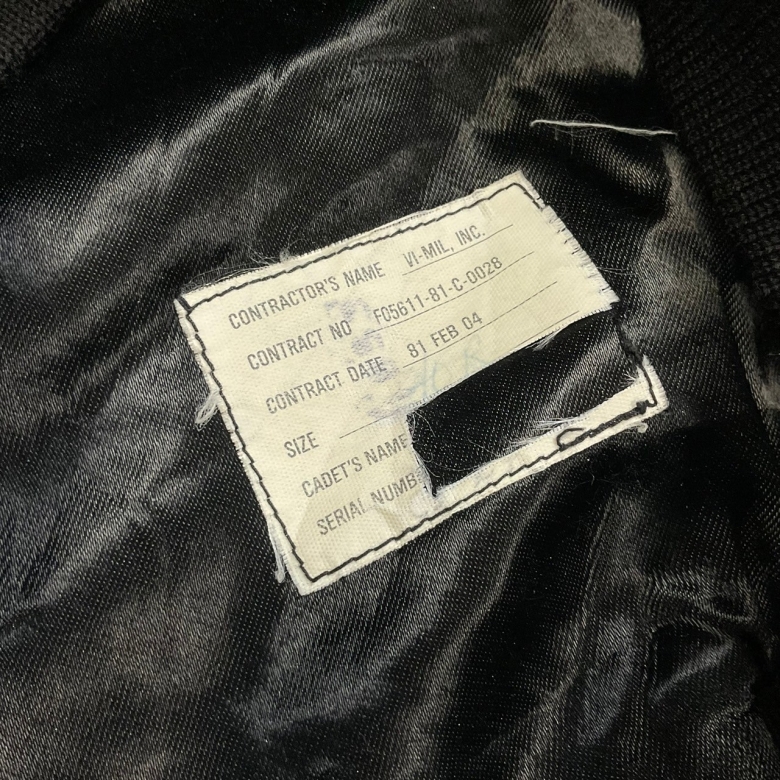 CONTRACTOR'S NAME VI-MIL, INC.
CONTRACT NO F05611-81-C-0028
CONTRACT DATE 81 FEB 04
SIZE
CADET'S NAME
SERIAL NUMB